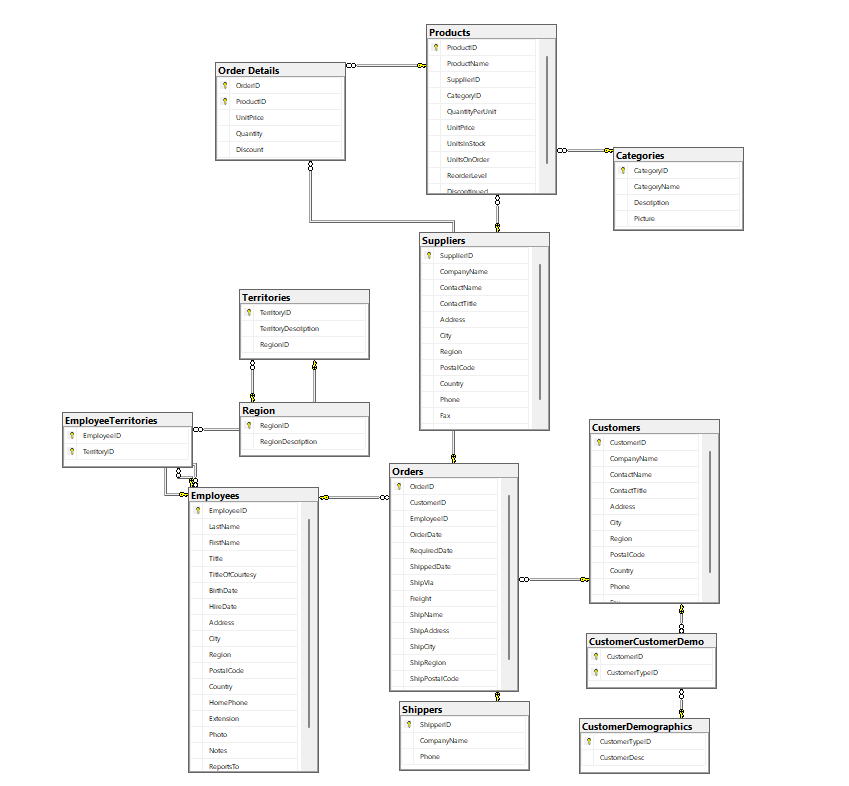 Products
ProductID
ProductName
SupplierID
CategoryID
QuantityPerUnit
UnitPrice
UnitsInStock
UnitsOnOrder
ReorderLevel
Discontinued
Order Details
OrderID
ProductID
UnitPrice
Quantity
Discount
Categories
CategoryID
CategoryName
Description
Picture
Suppliers
SupplierID
CompanyName
ContactName
ContactTitle
Address
City
Region
PostalCode
Country
Phone
Fax
Territories
TerritoryID
TerritoryDescription
RegionID
Region
RegionID
RegionDescription
EmployeeTerritories
EmployeeID
TerritoryID
Employees
EmployeeID
LastName
FirstName
Title
TitleOfCourtesy
BirthDate
HireDate
Address
City
Region
PostalCode
Country
HomePhone
Extension
Photo
Notes
ReportsTo
Orders
OrderID
CustomerID
EmployeeID
OrderDate
RequiredDate
ShippedDate
ShipVia
Freight
ShipName
ShipAddress
ShipCity
ShipRegion
ShipPostalCode
Customers
CustomerID
CompanyName
ContactName
ContactTitle
Address
City
Region
PostalCode
Country
Phone
Shippers
ShipperID
CompanyName
Phone
CustomerCustomerDemo
CustomerID
CustomerTypeID
CustomerDemographics
CustomerTypeID
CustomerDesc